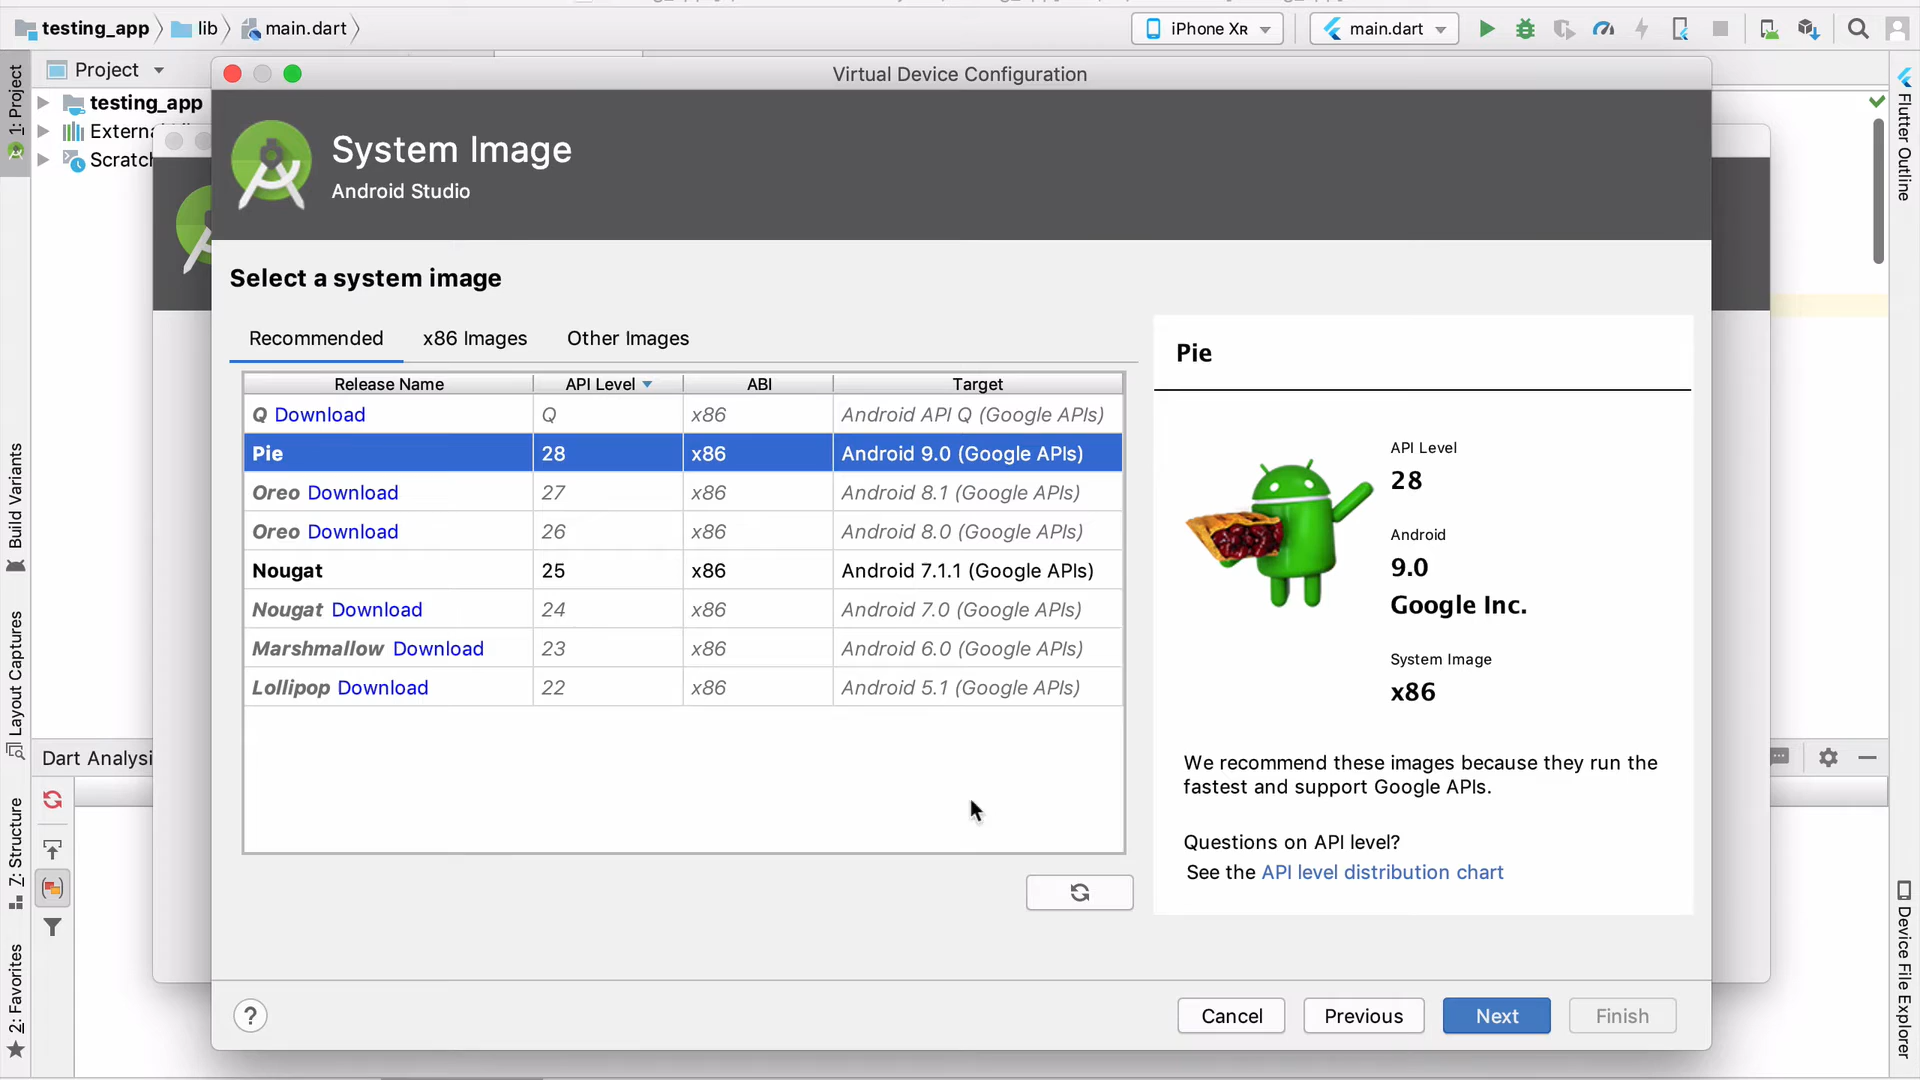 testing_app
lib
main.dart
iPhone XR
main.dart
1: Project
Project
testing_app
Scratch
Virtual Device Configuration
System Image
Android Studio
Select a system image
Recommended
x86 Images
Other Images
Release Name API Level ABI Target
Q Download Q x86 Android API Q (Google APIs)
Pie 28 x86 Android 9.0 (Google APIs)
Oreo Download 27 x86 Android 8.1 (Google APIs)
Oreo Download 26 x86 Android 8.0 (Google APIs)
Nougat 25 x86 Android 7.1.1 (Google APIs)
Nougat Download 24 x86 Android 7.0 (Google APIs)
Marshmallow Download 23 x86 Android 6.0 (Google APIs)
Lollipop Download 22 x86 Android 5.1 (Google APIs)
Pie
API Level
28
Android
9.0
Google Inc.
System Image
x86
We recommend these images because they run the
fastest and support Google APIs.
Questions on API level?
See the API level distribution chart
?
Cancel
Previous
Next
Finish
Build Variants
Layout Captures
Dart Analysi
Z: Structure
2: Favorites
Flutter Outline
Device File Explorer